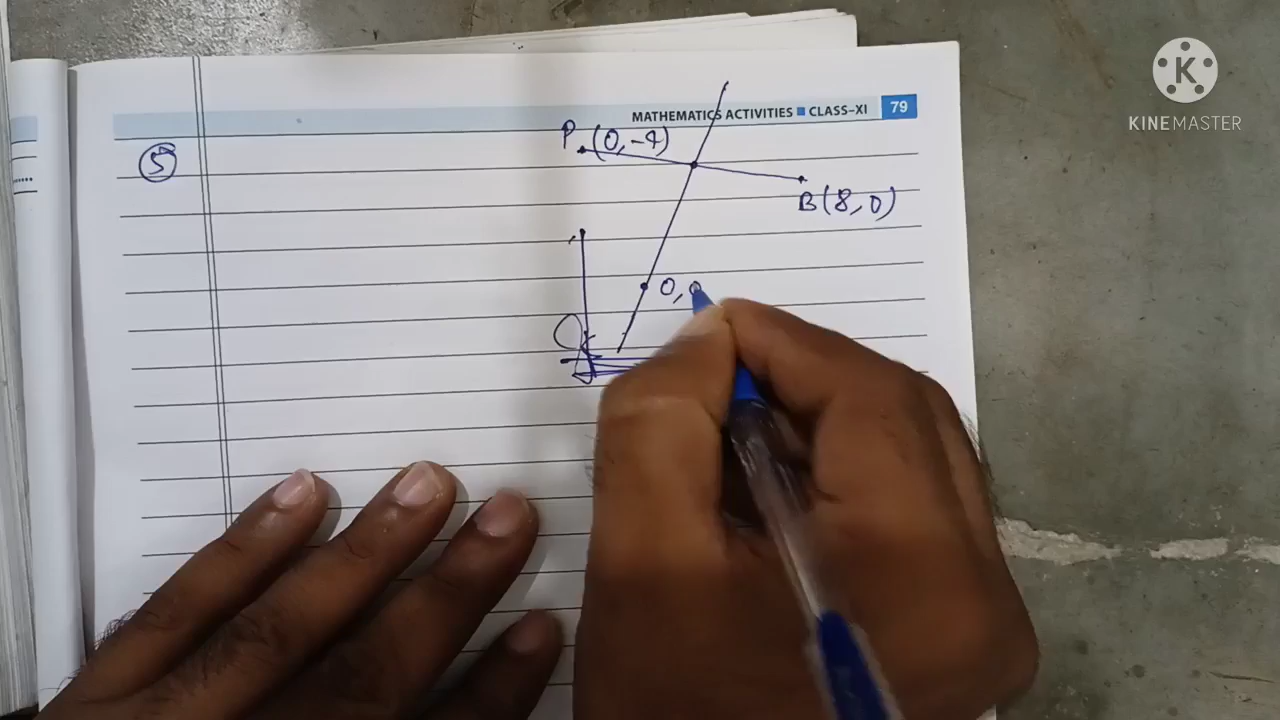 MATHEMATICS ACTIVITIES ■ CLASS–XI 79
P (0, -4)
5
B (8, 0)
0, 0
KINEMASTER